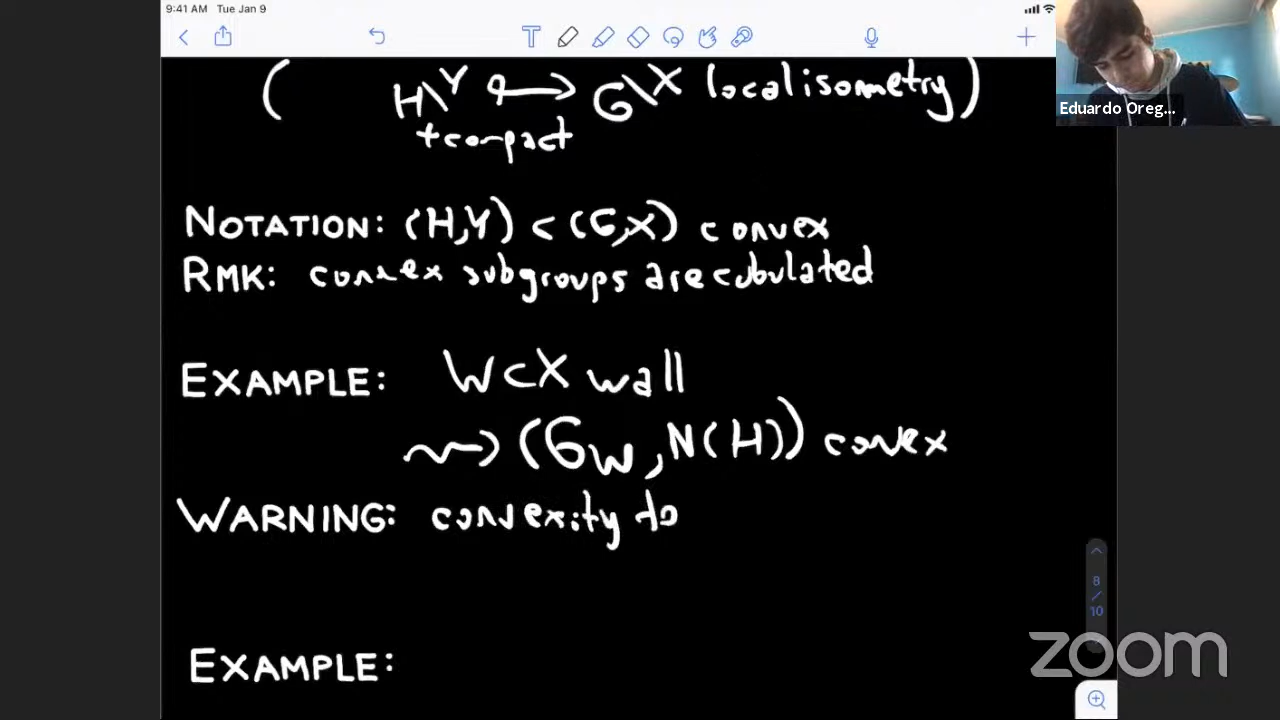 9:41 AM Tue Jan 9
( H\Y ↔ G\X local isometry )
+compact
NOTATION: (H,Y) < (G,X) convex
RMK: convex subgroups are cubulated
EXAMPLE: W⊂X wall
⇝ (G_W, N(H)) convex
WARNING: convexity to
EXAMPLE:
Eduardo Oreg...
8
/
10
zoom